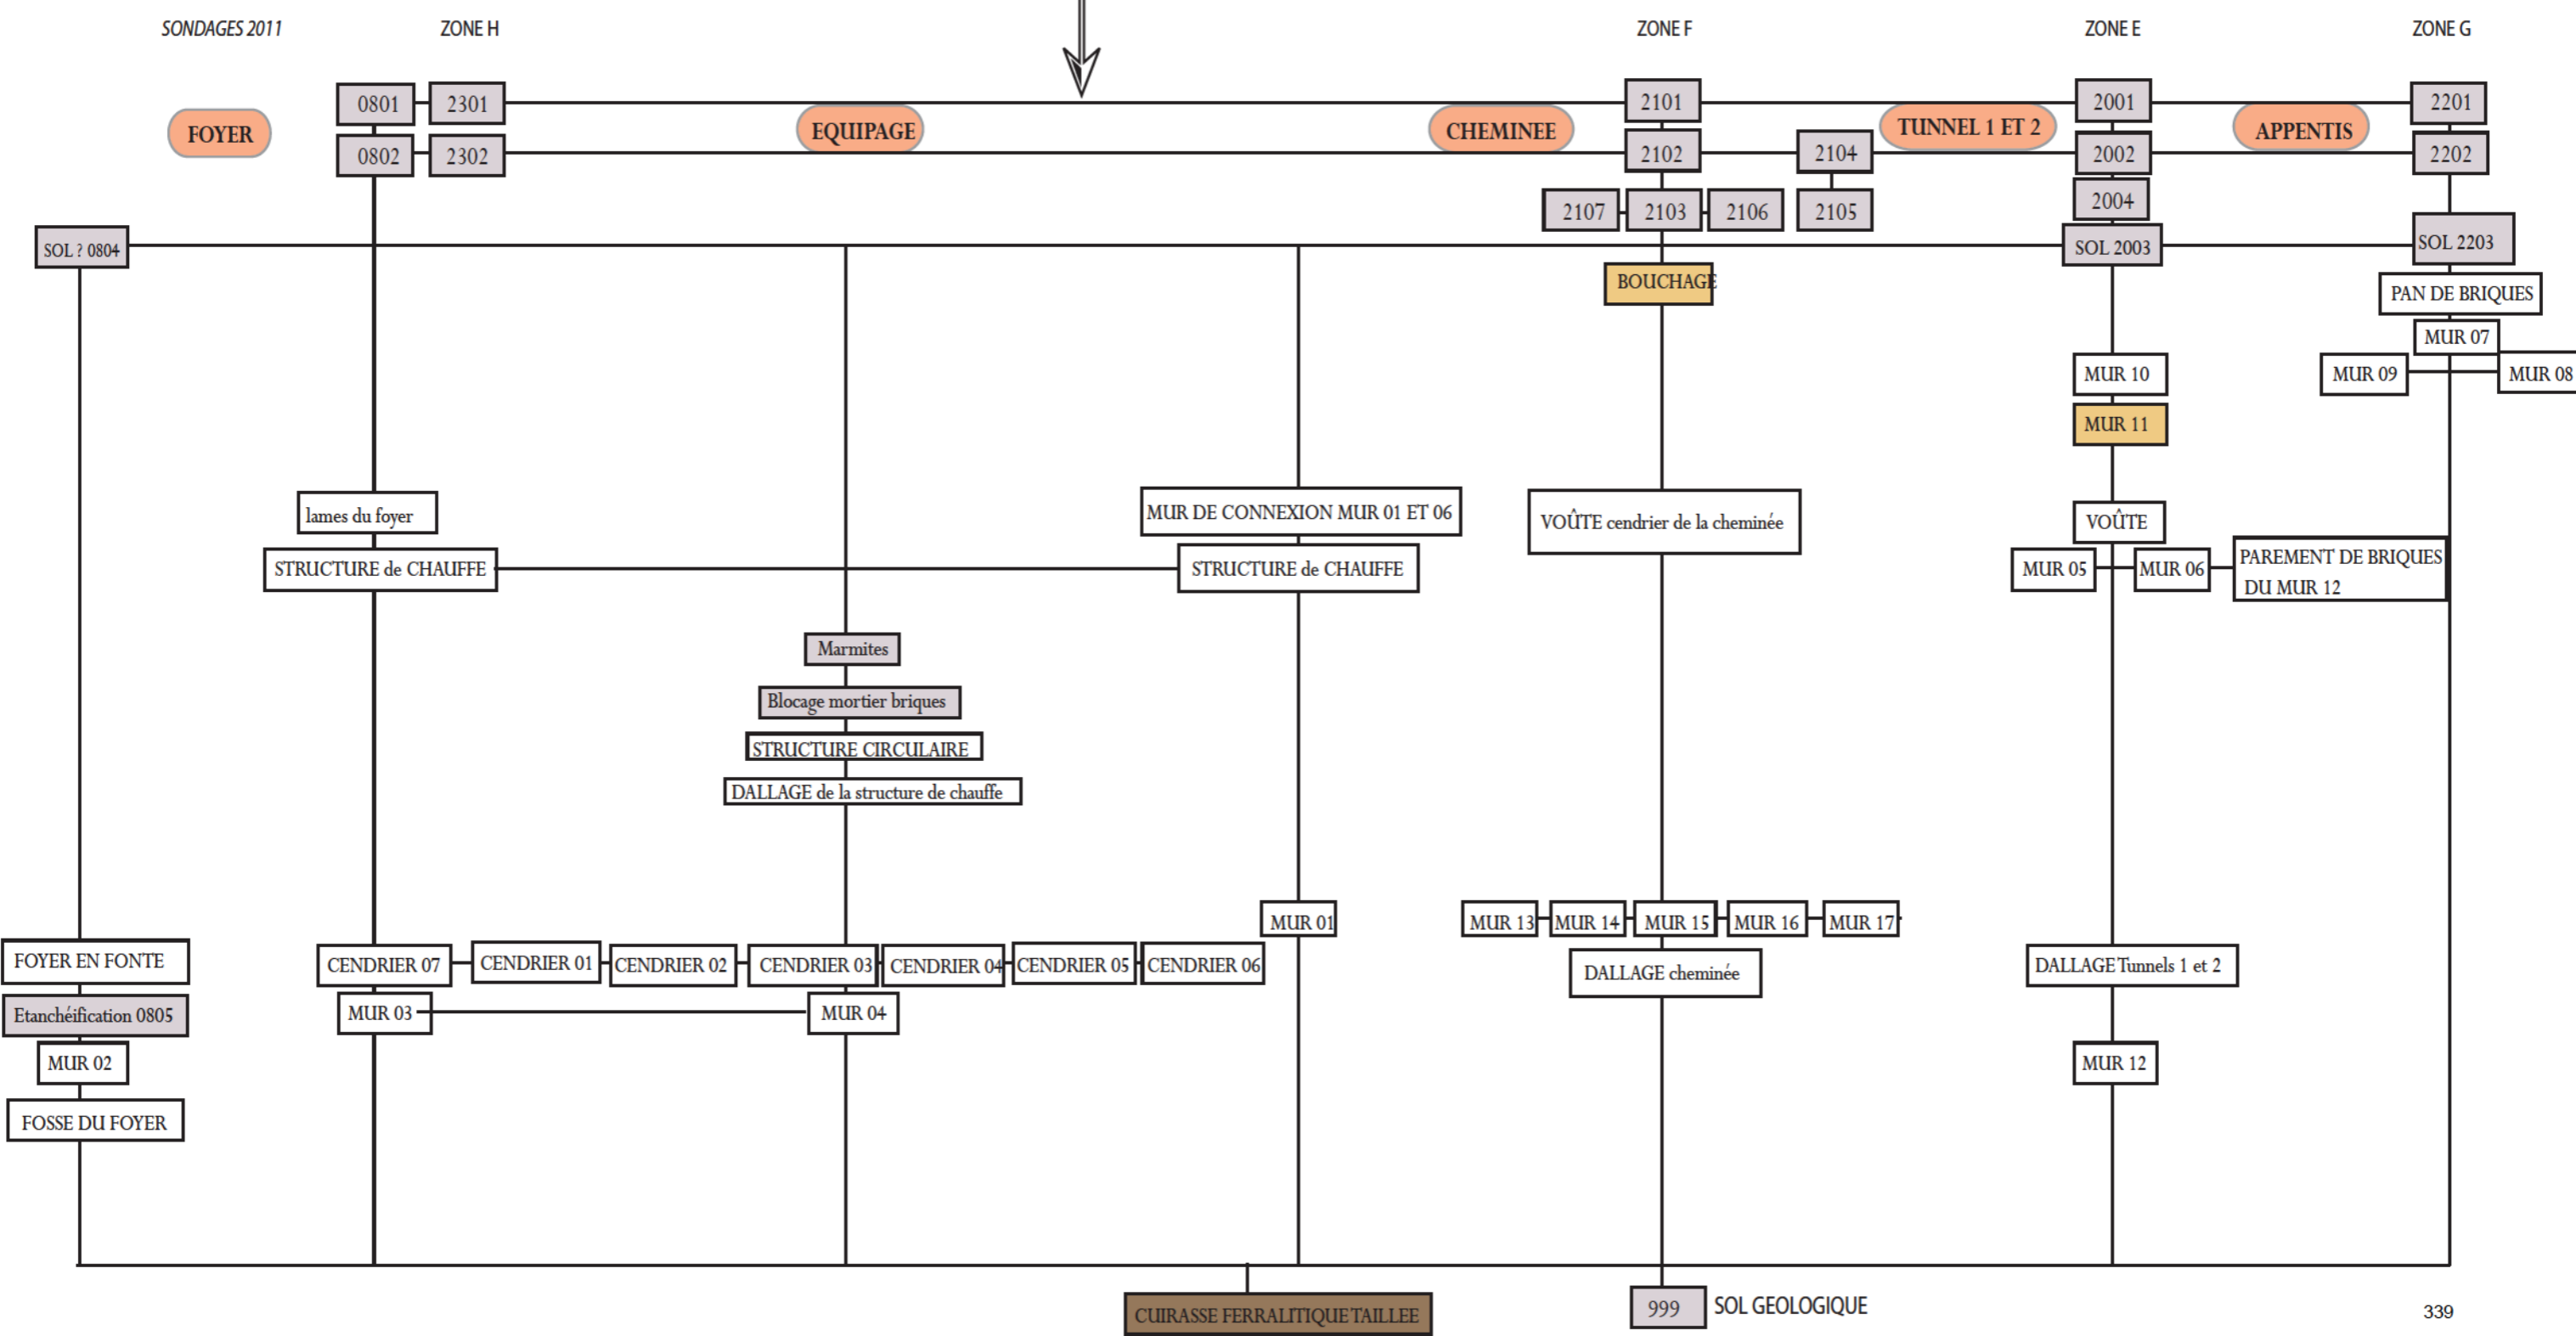 SONDAGES 2011
ZONE H
ZONE F
ZONE E
ZONE G
0801
2301
2101
2001
2201
FOYER
EQUIPAGE
CHEMINEE
TUNNEL 1 ET 2
APPENTIS
0802
2302
2102
2104
2002
2202
2107
2103
2106
2105
2004
SOL ? 0804
SOL 2003
SOL 2203
BOUCHAGE
PAN DE BRIQUES
MUR 07
MUR 10
MUR 09
MUR 08
MUR 11
lames du foyer
MUR DE CONNEXION MUR 01 ET 06
VOÛTE cendrier de la cheminée
VOÛTE
STRUCTURE de CHAUFFE
STRUCTURE de CHAUFFE
MUR 05
MUR 06
PAREMENT DE BRIQUES
DU MUR 12
Marmites
Blocage mortier briques
STRUCTURE CIRCULAIRE
DALLAGE de la structure de chauffe
MUR 01
MUR 13
MUR 14
MUR 15
MUR 16
MUR 17
FOYER EN FONTE
CENDRIER 07
CENDRIER 01
CENDRIER 02
CENDRIER 03
CENDRIER 04
CENDRIER 05
CENDRIER 06
DALLAGE cheminée
DALLAGE Tunnels 1 et 2
Etanchéification 0805
MUR 03
MUR 04
MUR 02
MUR 12
FOSSE DU FOYER
CUIRASSE FERRALITIQUE TAILLEE
999
SOL GEOLOGIQUE
339